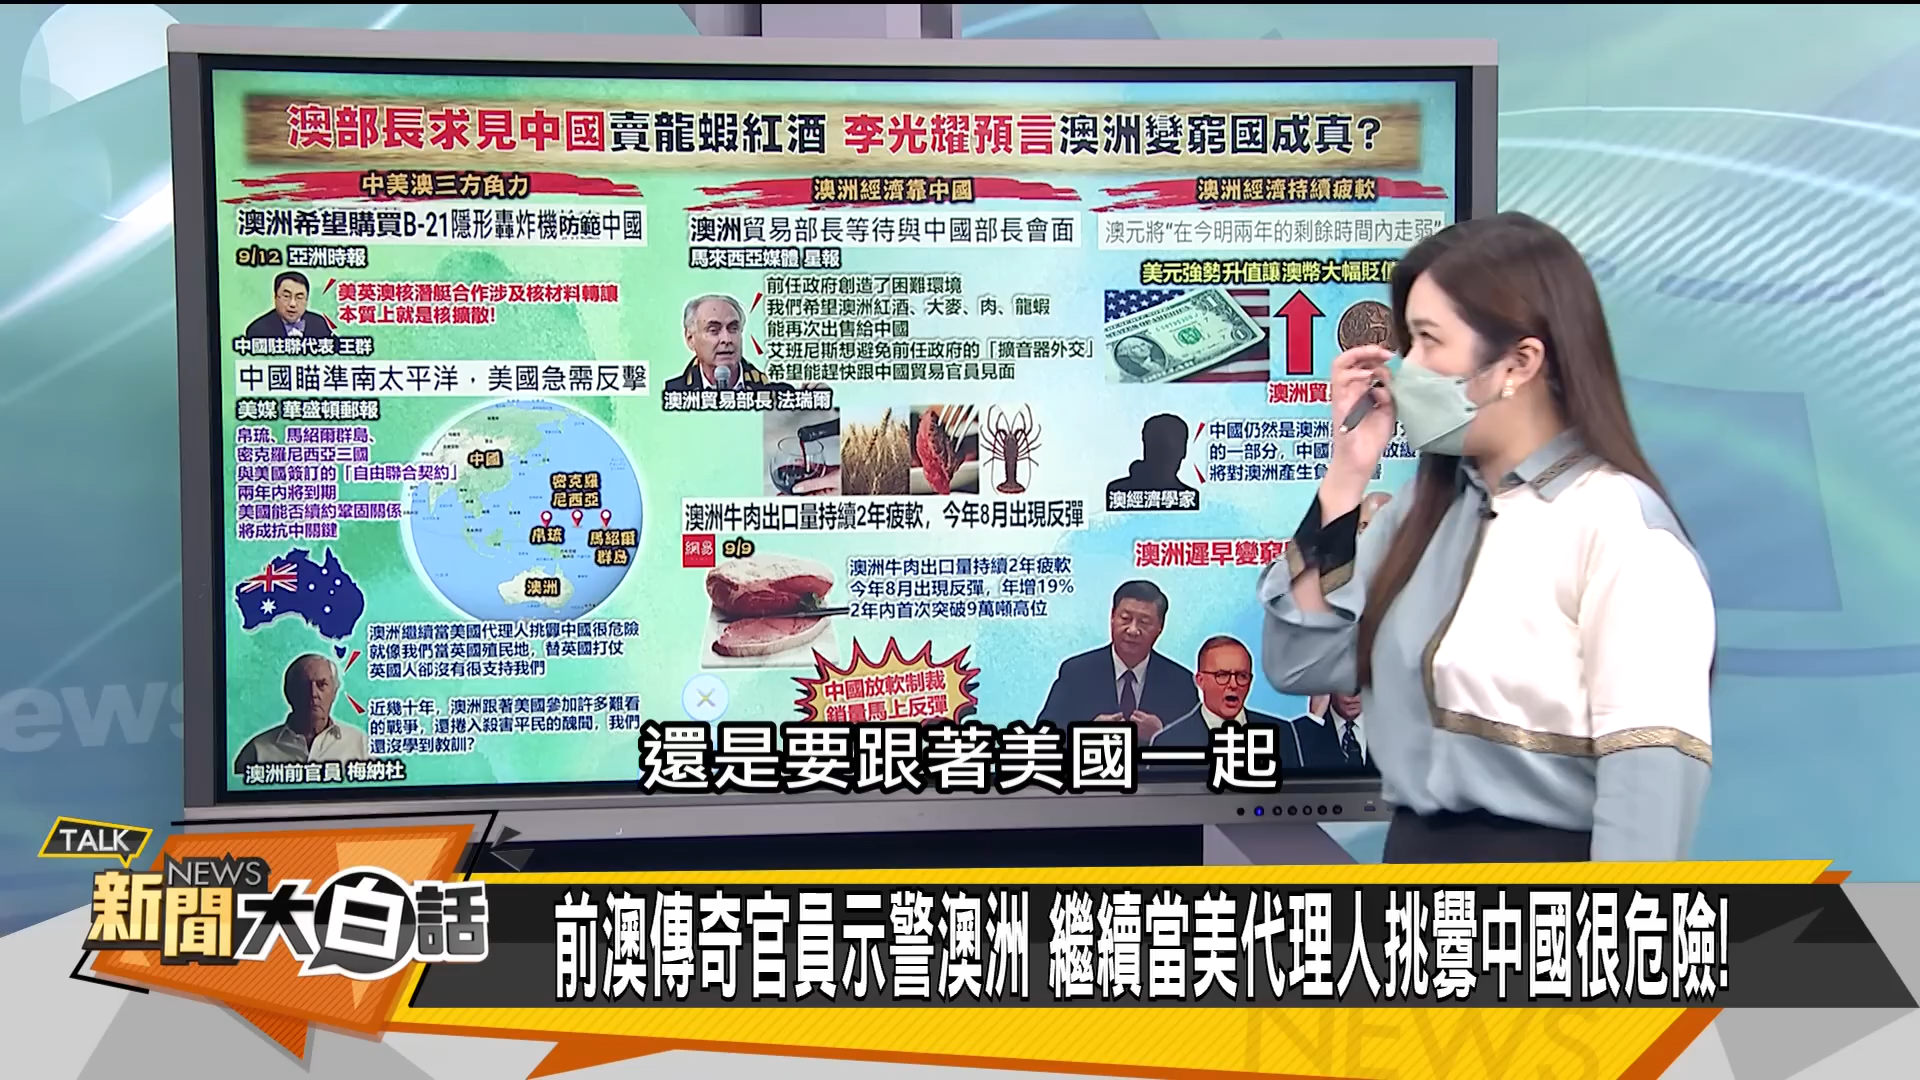 澳部長求見中國賣龍蝦紅酒 李光耀預言澳洲變窮國成真?
中美澳三方角力
澳洲希望購買B-21隱形轟炸機防範中國
9/12 亞洲時報
美英澳核潛艇合作涉及核材料轉讓
本質上就是核擴散!
中國駐聯代表 王群
中國瞄準南太平洋,美國急需反擊
美媒 華盛頓郵報
帛琉、馬紹爾群島、
密克羅尼西亞三國
與美國簽訂的「自由聯合契約」
兩年內將到期
美國能否續約鞏固關係
將成抗中關鍵
中國
密克羅
尼西亞
帛琉
馬紹爾
群島
澳洲
澳洲繼續當美國代理人挑釁中國很危險
就像我們當英國殖民地,替英國打仗
英國人卻沒有很支持我們
近幾十年,澳洲跟著美國參加許多難看
的戰爭,還捲入殺害平民的醜聞,我們
還沒學到教訓?
澳洲前官員 梅納杜
澳洲經濟靠中國
澳洲貿易部長等待與中國部長會面
馬來西亞媒體 星報
前任政府創造了困難環境
我們希望澳洲紅酒、大麥、肉、龍蝦
能再次出售給中國
艾班尼斯想避免前任政府的「擴音器外交」
希望能趕快跟中國貿易官員見面
澳洲貿易部長 法瑞爾
澳洲牛肉出口量持續2年疲軟,今年8月出現反彈
網易 9/9
澳洲牛肉出口量持續2年疲軟
今年8月出現反彈,年增19%
2年內首次突破9萬噸高位
中國放軟制裁
銷量馬上反彈
澳洲經濟持續疲軟
澳元將"在今明兩年的剩餘時間內走弱"
美元強勢升值讓澳幣大幅貶值
澳洲貿
中國仍然是澳洲
的一部分,中國 放緩
將對澳洲產生負
澳經濟學家
澳洲遲早變窮
還是要跟著美國一起
ews
TALK
NEWS
新聞大白話
前澳傳奇官員示警澳洲 繼續當美代理人挑釁中國很危險!
NEWS